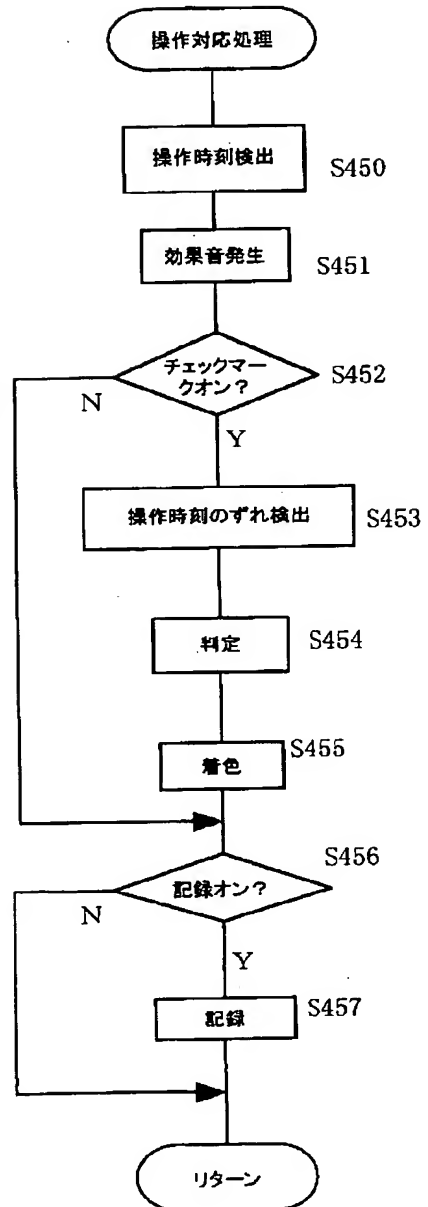 操作対応処理
操作時刻検出
S450
効果音発生
S451
チェックマー
クオン？
S452
N
Y
操作時刻のずれ検出
S453
判定
S454
着色
S455
記録オン？
S456
N
Y
記録
S457
リターン